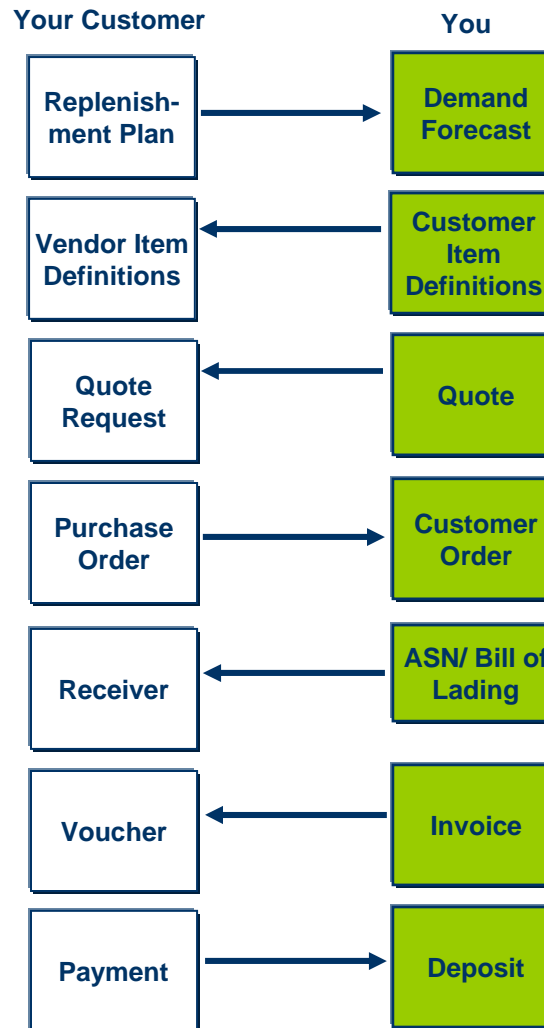 Your Customer
You
Replenish-
ment Plan
Demand
Forecast
Vendor Item
Definitions
Customer
Item
Definitions
Quote
Request
Quote
Purchase
Order
Customer
Order
Receiver
ASN/ Bill of
Lading
Voucher
Invoice
Payment
Deposit